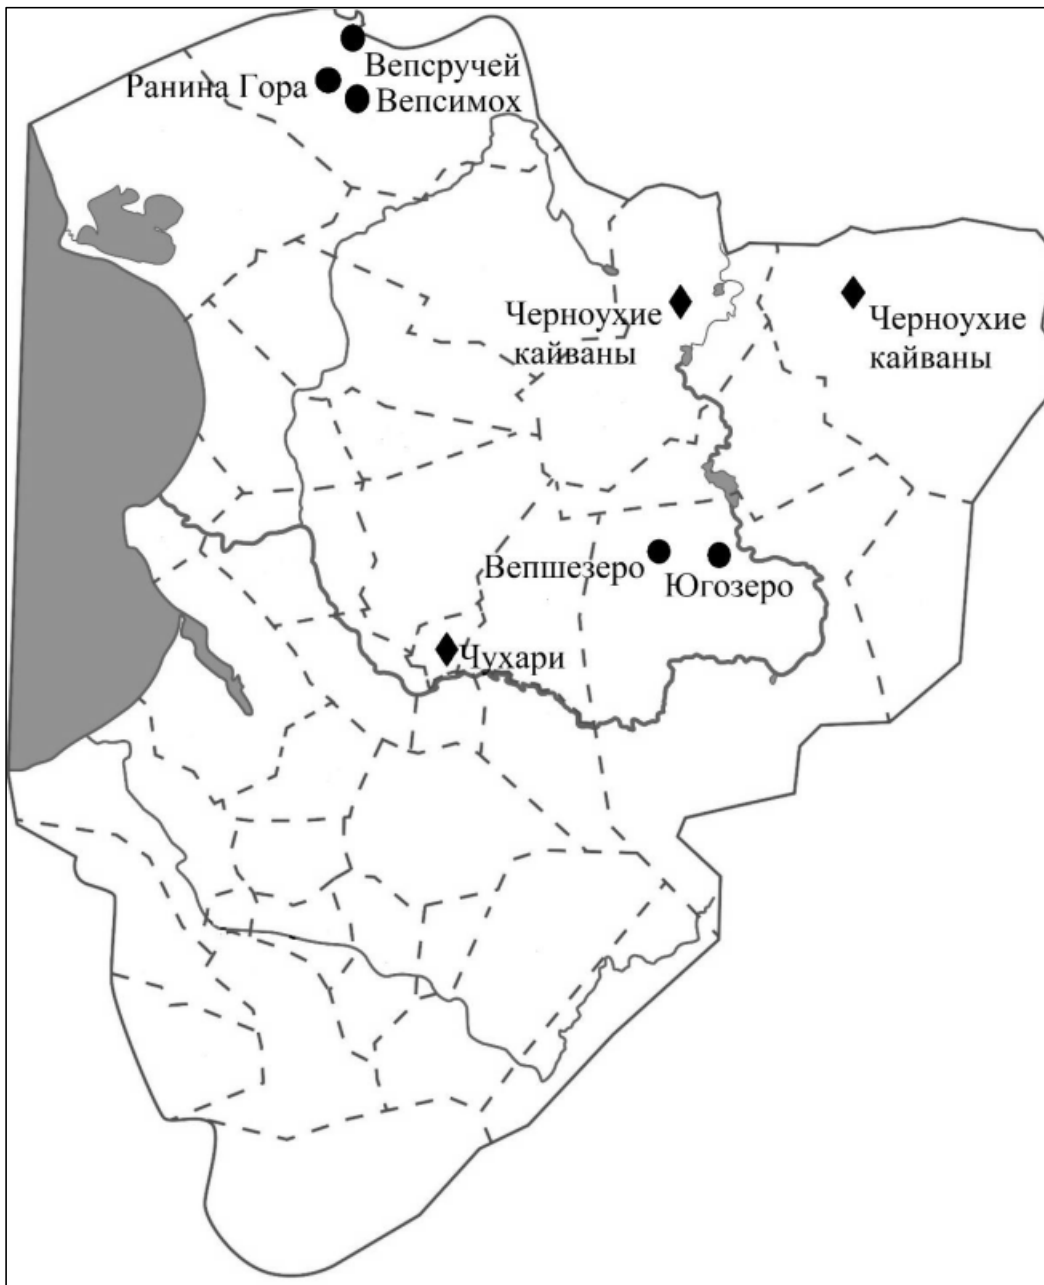 Вепсручей
Ранина Гора
Вепсимох
Черноухие
кайваны
Черноухие
кайваны
Вепшезеро
Югозеро
Чухари